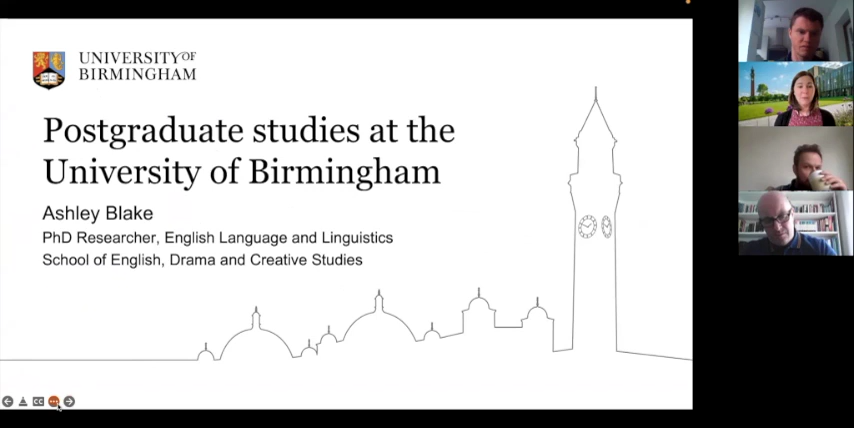 UNIVERSITY OF
BIRMINGHAM
Postgraduate studies at the
University of Birmingham
Ashley Blake
PhD Researcher, English Language and Linguistics
School of English, Drama and Creative Studies
CC